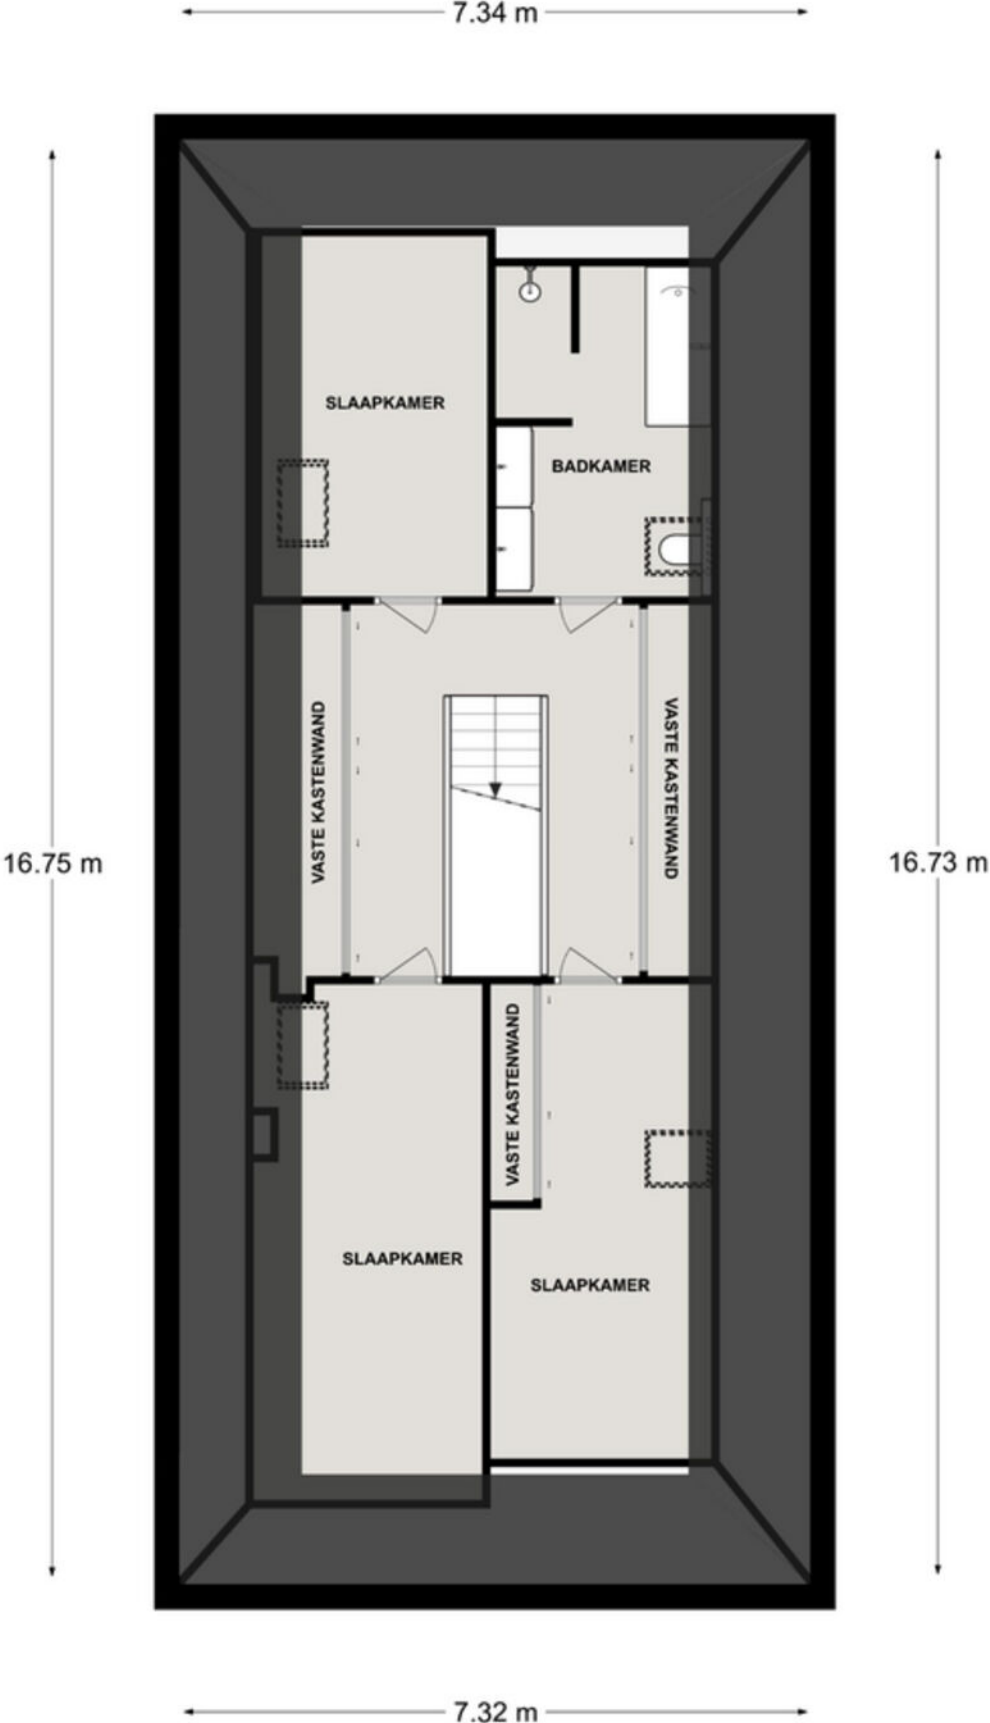 7.34 m
SLAAPKAMER
BADKAMER
VASTE KASTENWAND
VASTE KASTENWAND
16.75 m
16.73 m
VASTE KASTENWAND
SLAAPKAMER
SLAAPKAMER
7.32 m